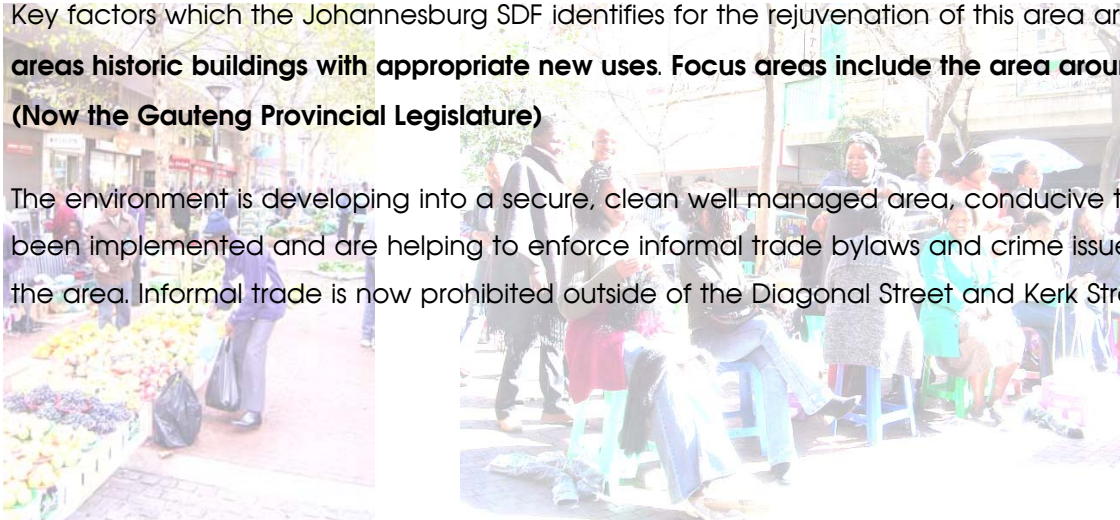 Key factors which the Johannesburg SDF identifies for the rejuvenation of this area ar
areas historic buildings with appropriate new uses. Focus areas include the area arou
(Now the Gauteng Provincial Legislature)
The environment is developing into a secure, clean well managed area, conducive t
been implemented and are helping to enforce informal trade bylaws and crime issue
the area. Informal trade is now prohibited outside of the Diagonal Street and Kerk Str